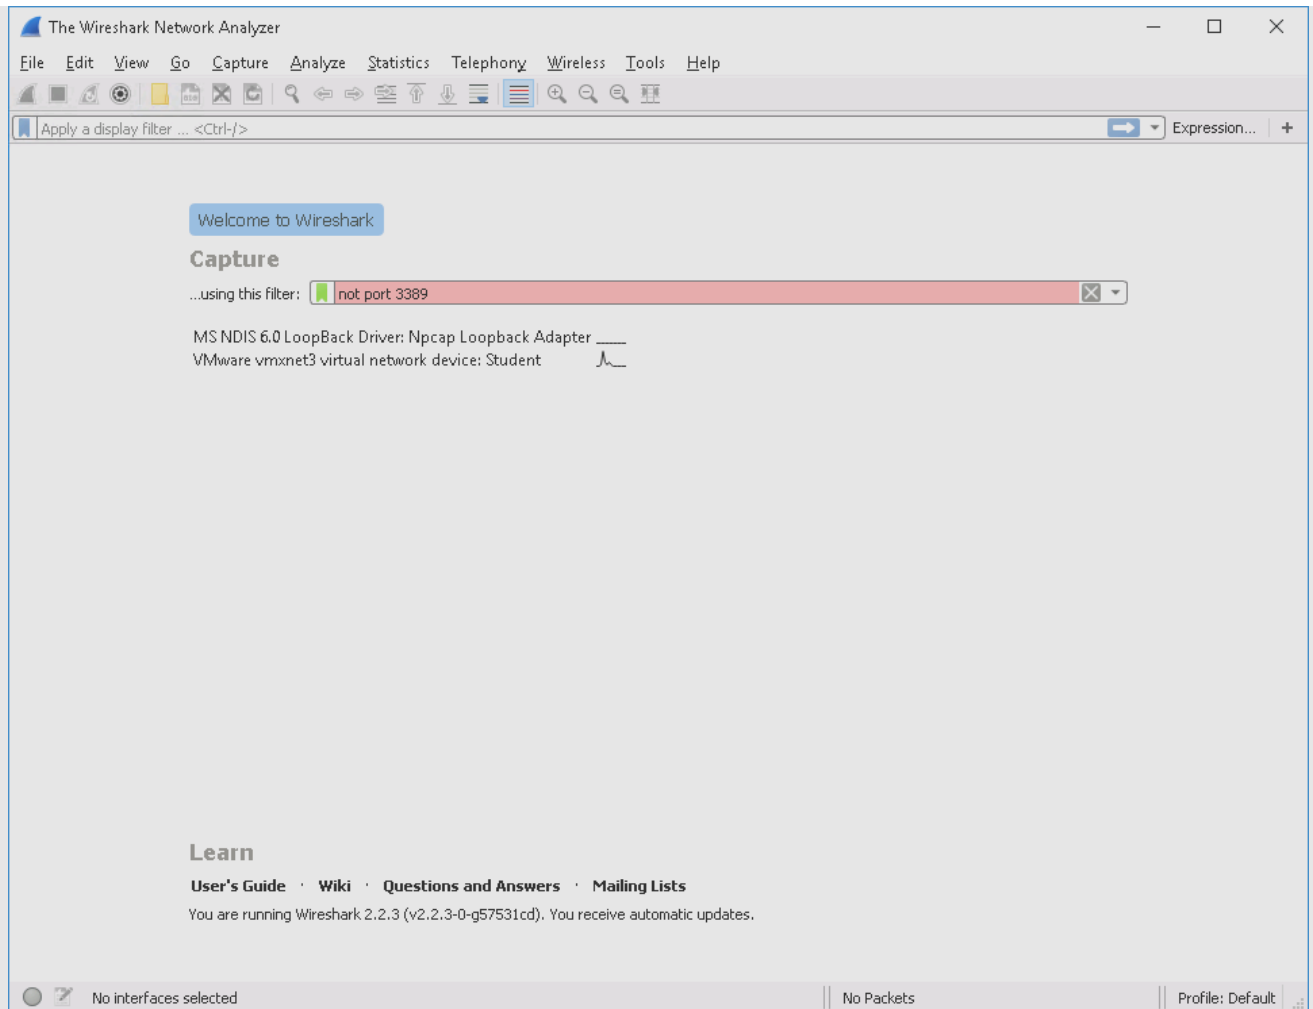 The Wireshark Network Analyzer
File Edit View Go Capture Analyze Statistics Telephony Wireless Tools Help
Apply a display filter ... <Ctrl-/> Expression... +
Welcome to Wireshark
Capture
...using this filter: not port 3389
MS NDIS 6.0 LoopBack Driver: Npcap Loopback Adapter
VMware vmxnet3 virtual network device: Student
Learn
User's Guide · Wiki · Questions and Answers · Mailing Lists
You are running Wireshark 2.2.3 (v2.2.3-0-g57531cd). You receive automatic updates.
No interfaces selected No Packets Profile: Default